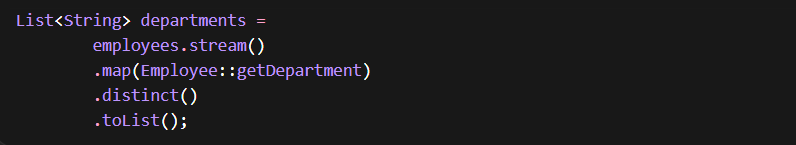 List<String> departments =
        employees.stream()
        .map(Employee::getDepartment)
        .distinct()
        .toList();